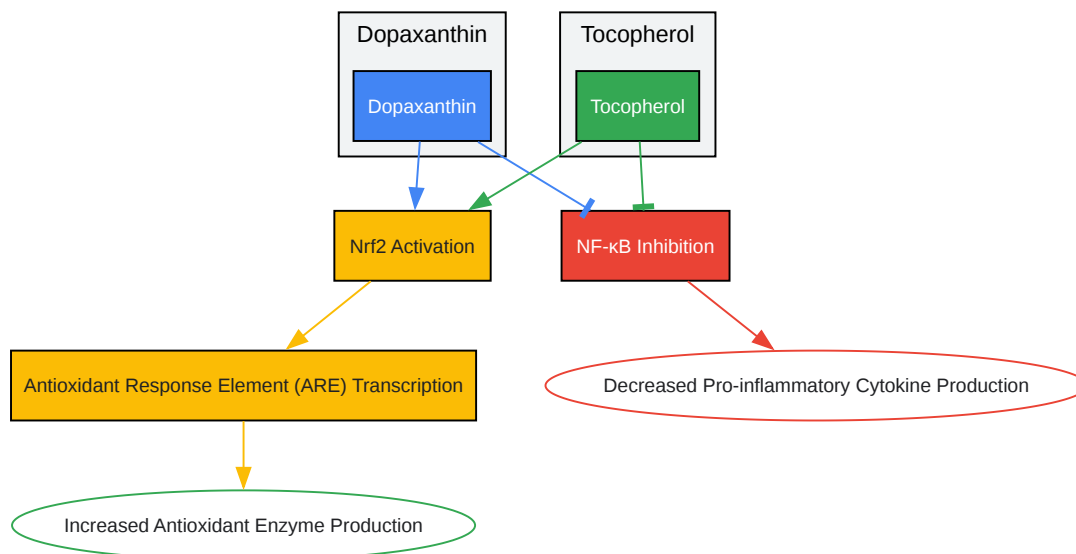 Dopaxanthin
Tocopherol
Dopaxanthin
Tocopherol
Nrf2 Activation
NF-κB Inhibition
Antioxidant Response Element (ARE) Transcription
Decreased Pro-inflammatory Cytokine Production
Increased Antioxidant Enzyme Production